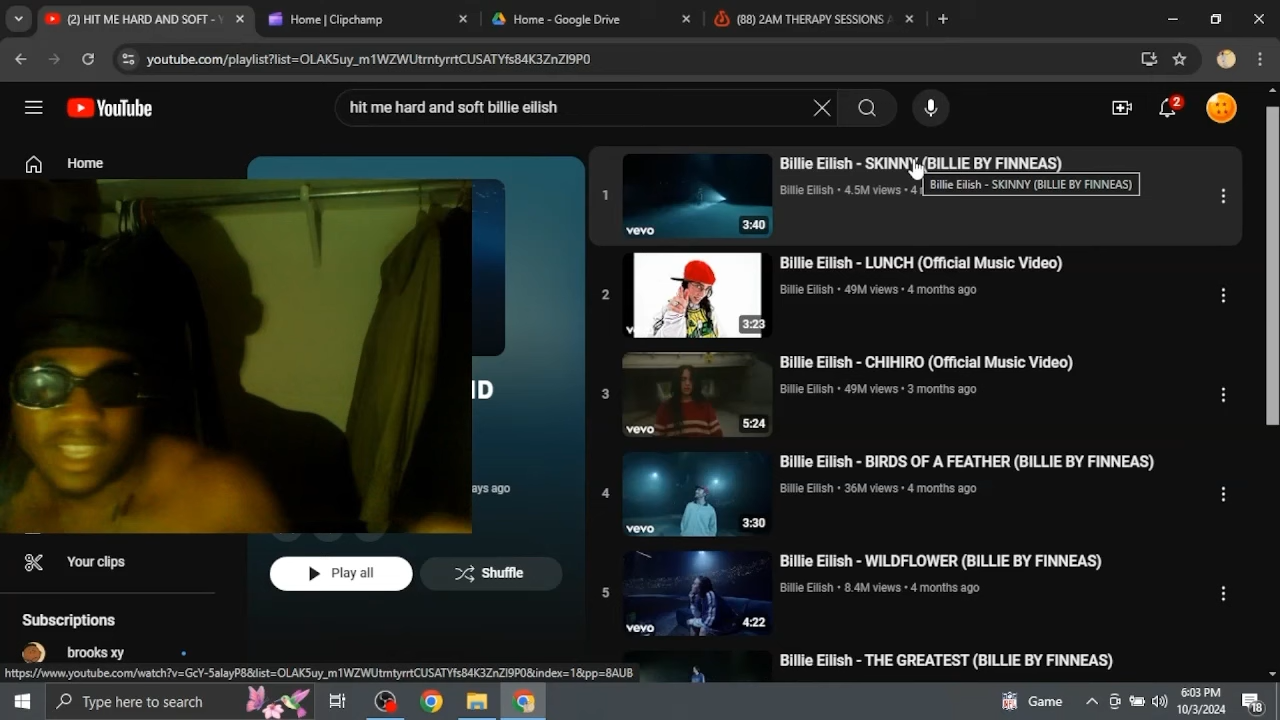 (2) HIT ME HARD AND SOFT - Y
Home | Clipchamp
Home - Google Drive
(88) 2AM THERAPY SESSIONS A
youtube.com/playlist?list=OLAK5uy_m1WZWUtrntyrrtCUSATYfs84K3ZnZI9P0
YouTube
hit me hard and soft billie eilish
2
Home
1
3:40
vevo
Billie Eilish - SKINNY (BILLIE BY FINNEAS)
Billie Eilish • 4.5M views • 4
Billie Eilish - SKINNY (BILLIE BY FINNEAS)
2
3:23
Billie Eilish - LUNCH (Official Music Video)
Billie Eilish • 49M views • 4 months ago
3
5:24
vevo
Billie Eilish - CHIHIRO (Official Music Video)
Billie Eilish • 49M views • 3 months ago
ND
4
3:30
vevo
Billie Eilish - BIRDS OF A FEATHER (BILLIE BY FINNEAS)
Billie Eilish • 36M views • 4 months ago
ays ago
5
4:22
vevo
Billie Eilish - WILDFLOWER (BILLIE BY FINNEAS)
Billie Eilish • 8.4M views • 4 months ago
Play all
Shuffle
Your clips
Subscriptions
brooks xy
Billie Eilish - THE GREATEST (BILLIE BY FINNEAS)
https://www.youtube.com/watch?v=GcY-5alayP8&list=OLAK5uy_m1WZWUtrntyrrtCUSATYfs84K3ZnZI9P0&index=1&pp=8AUB
Type here to search
Game
6:03 PM
10/3/2024
18